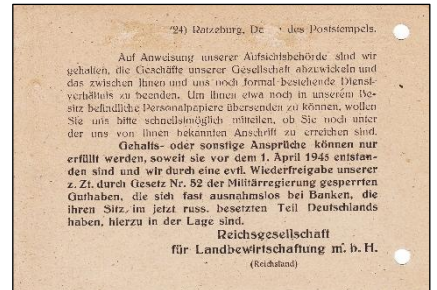 (24) Ratzeburg, des Poststempels.
Auf Anweisung unserer Aufsichtsbehörde sind wir
gehalten, die Geschäfte unserer Gesellschaft abzuwickeln und
das zwischen Ihnen und uns noch formal bestehende Dienst-
verhältnis zu beenden. Um Ihnen etwa noch in unserem Be-
sitz befindliche Personalpapiere übersenden zu können, wollen
Sie uns bitte schnellsmöglich mitteilen, ob Sie noch unter
der uns von Ihnen bekannten Anschrift zu erreichen sind.
Gehalts- oder sonstige Ansprüche können nur
erfüllt werden, soweit sie vor dem 1. April 1945 entstan-
den sind und wir durch eine evtl. Wiederfreigabe unserer
z. Zt. durch Gesetz Nr. 52 der Militärregierung gesperrten
Guthaben, die sich fast ausnahmslos bei Banken, die
ihren Sitz im jetzt russ. besetzten Teil Deutschlands
haben, hierzu in der Lage sind.
Reichsgesellschaft
für Landbewirtschaftung m. b. H.
(Reichsland)